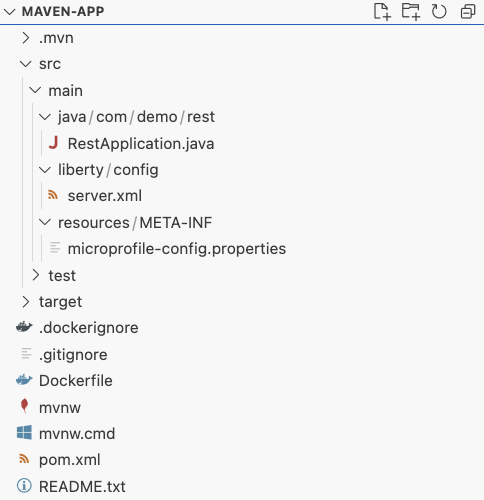 MAVEN-APP
.mvn
src
main
java/com/demo/rest
J RestApplication.java
liberty/config
server.xml
resources/META-INF
microprofile-config.properties
test
target
.dockerignore
.gitignore
Dockerfile
mvnw
mvnw.cmd
pom.xml
README.txt